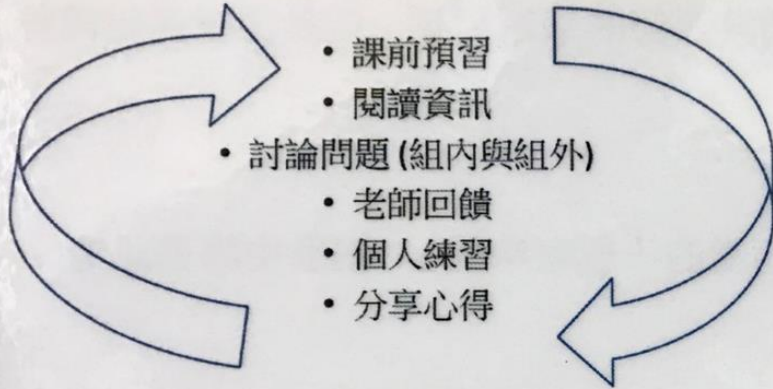 • 課前預習
• 閱讀資訊
• 討論問題 (組內與組外)
• 老師回饋
• 個人練習
• 分享心得